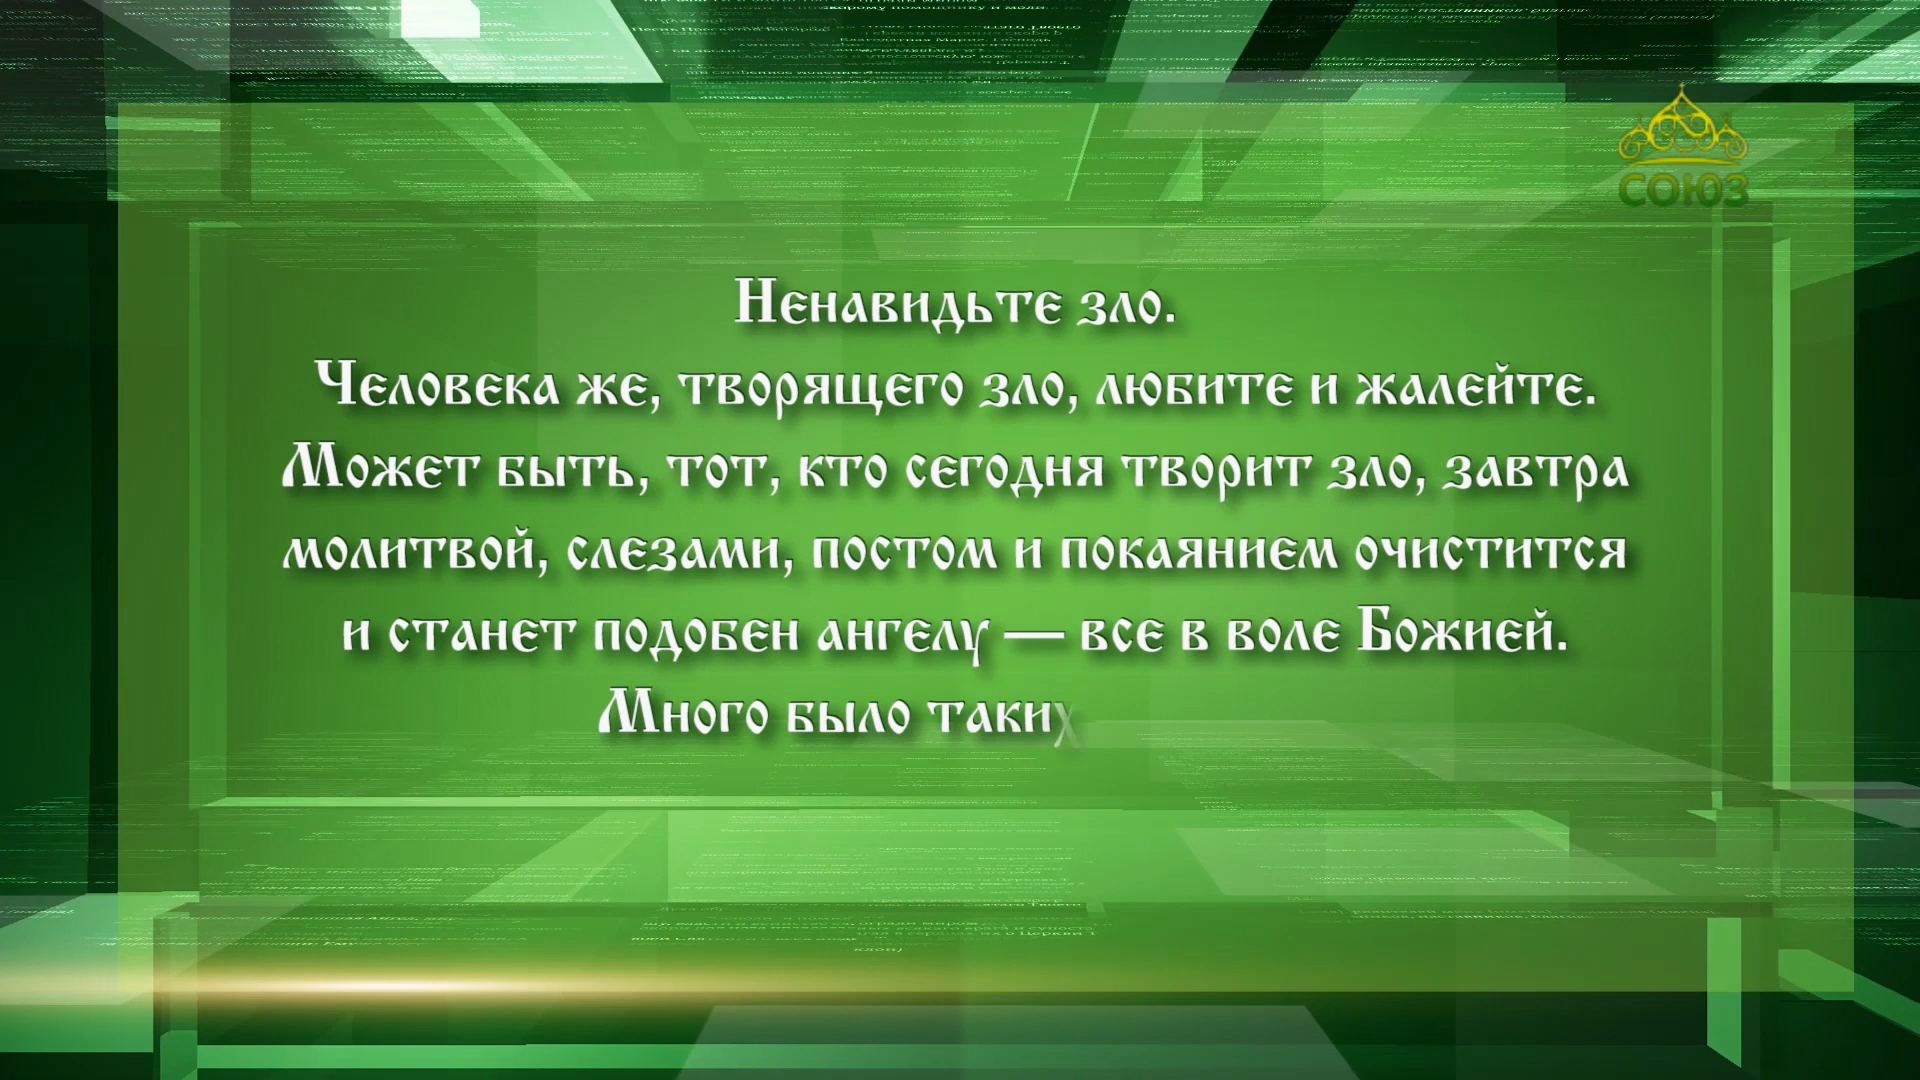 СОЮЗ
Ненавидьте зло.
Человека же, творящего зло, любите и жалейте.
Может быть, тот, кто сегодня творит зло, завтра
молитвой, слезами, постом и покаянием очистится
и станет подобен ангелу — все в воле Божией.
Много было таких